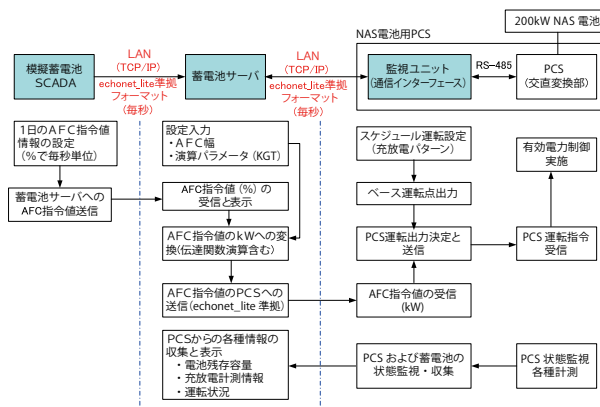 200kW NAS 電池
NAS電池用PCS
模擬蓄電池
SCADA
LAN
(TCP/IP)
echonet_lite準拠
フォーマット
(毎秒)
蓄電池サーバ
LAN
(TCP/IP)
echonet_lite準拠
フォーマット
(毎秒)
監視ユニット
(通信インターフェース)
RS-485
PCS
(交直変換部)
1日のAFC指令値
情報の設定
(%で毎秒単位)
蓄電池サーバへの
AFC指令値送信
設定入力
・AFC幅
・演算パラメータ(KGT)
AFC指令値(%)の
受信と表示
AFC指令値のkWへの変
換(伝達関数演算含む)
AFC指令値のPCSへの
送信(echonet_lite 準拠)
PCSからの各種情報の
収集と表示
・電池残存容量
・充放電計測情報
・運転状況
スケジュール運転設定
(充放電パターン)
ベース運転点出力
PCS運転出力決定と
送信
AFC指令値の受信
(kW)
PCS および蓄電池の
状態監視・収集
有効電力制御
実施
PCS 運転指令
受信
PCS 状態監視
各種計測